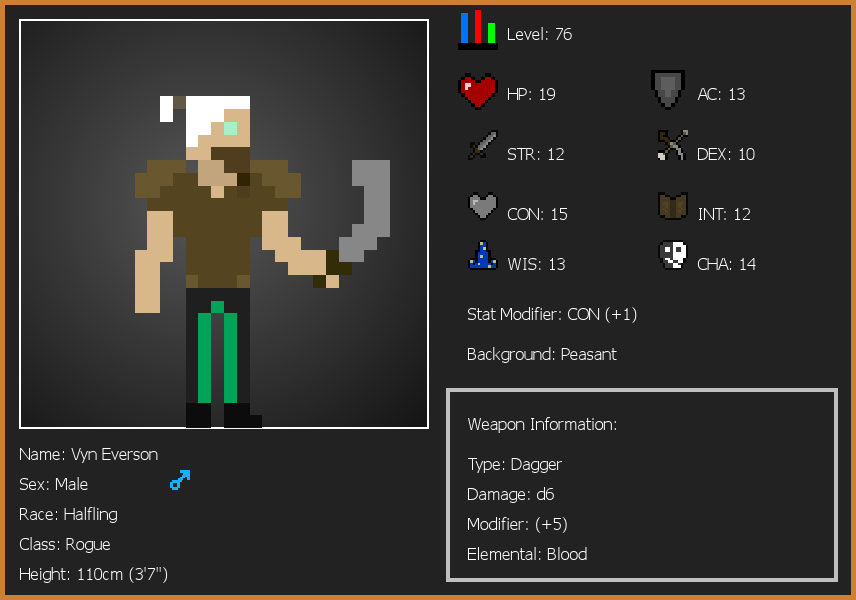 Level: 76
HP: 19
AC: 13
STR: 12
DEX: 10
CON: 15
INT: 12
WIS: 13
CHA: 14
Stat Modifier: CON (+1)
Background: Peasant
Weapon Information:
Type: Dagger
Damage: d6
Modifier: (+5)
Elemental: Blood
Name: Vyn Everson
Sex: Male
Race: Halfling
Class: Rogue
Height: 110cm (3'7")